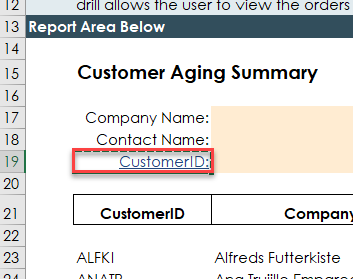 12 drill allows the user to view the orders
13 Report Area Below
14
15 Customer Aging Summary
16
17 Company Name:
18 Contact Name:
19 CustomerID:
20
21 CustomerID Company
22
23 ALFKI Alfreds Futterkiste
24 ANATR Ana Trujillo Empared